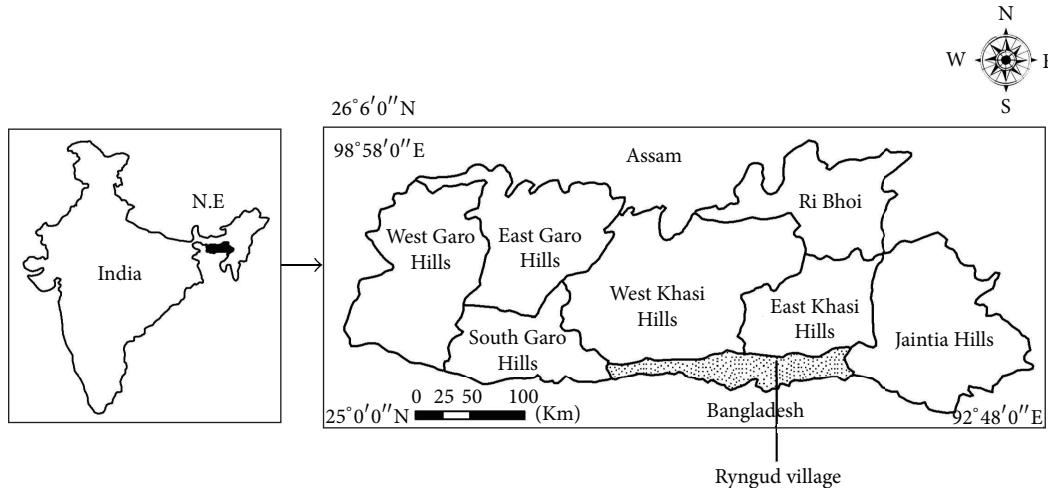 N
W
E
S
26°6′0″N
98°58′0″E
Assam
N.E
Ri Bhoi
West Garo
Hills
East Garo
Hills
India
West Khasi
Hills
East Khasi
Hills
South Garo
Hills
Jaintia Hills
0 25 50 100
(Km)
25°0′0″N
Bangladesh
92°48′0″E
Ryngud village